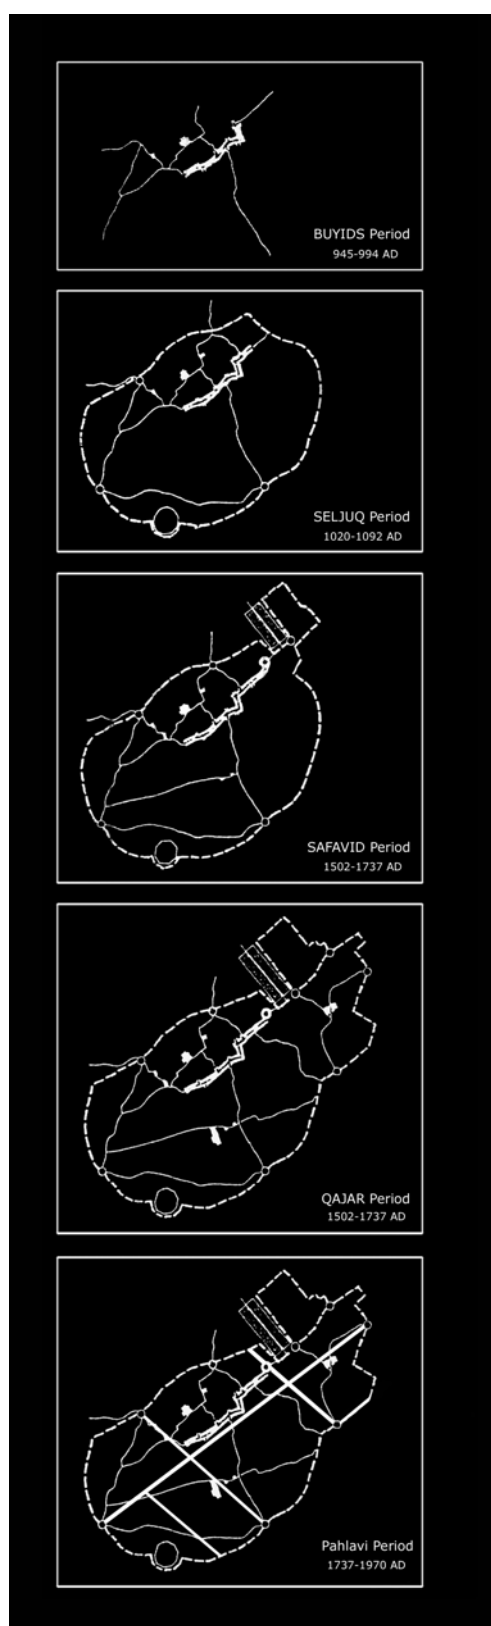 BUYIDS Period
945-994 AD
SELJUQ Period
1020-1092 AD
SAFAVID Period
1502-1737 AD
QAJAR Period
1502-1737 AD
Pahlavi Period
1737-1970 AD